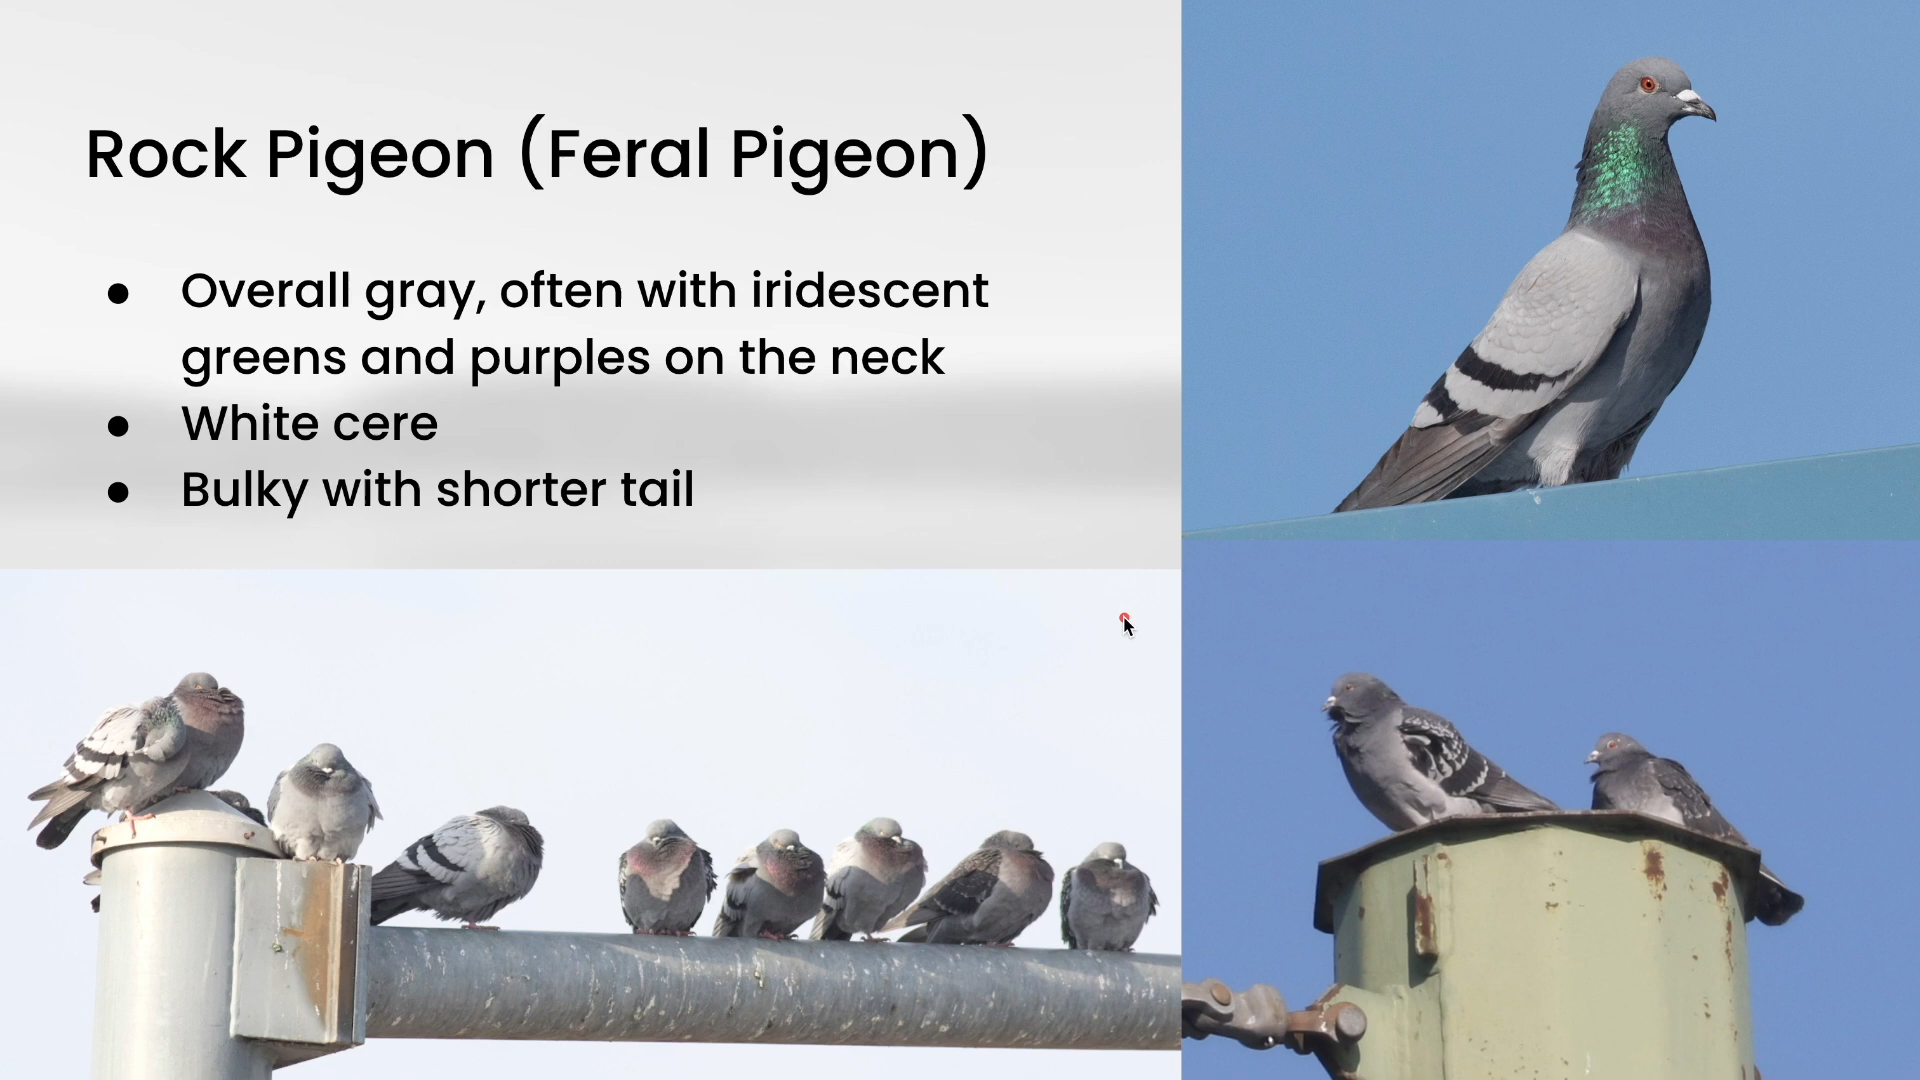 Rock Pigeon (Feral Pigeon)
● Overall gray, often with iridescent
greens and purples on the neck
● White cere
● Bulky with shorter tail